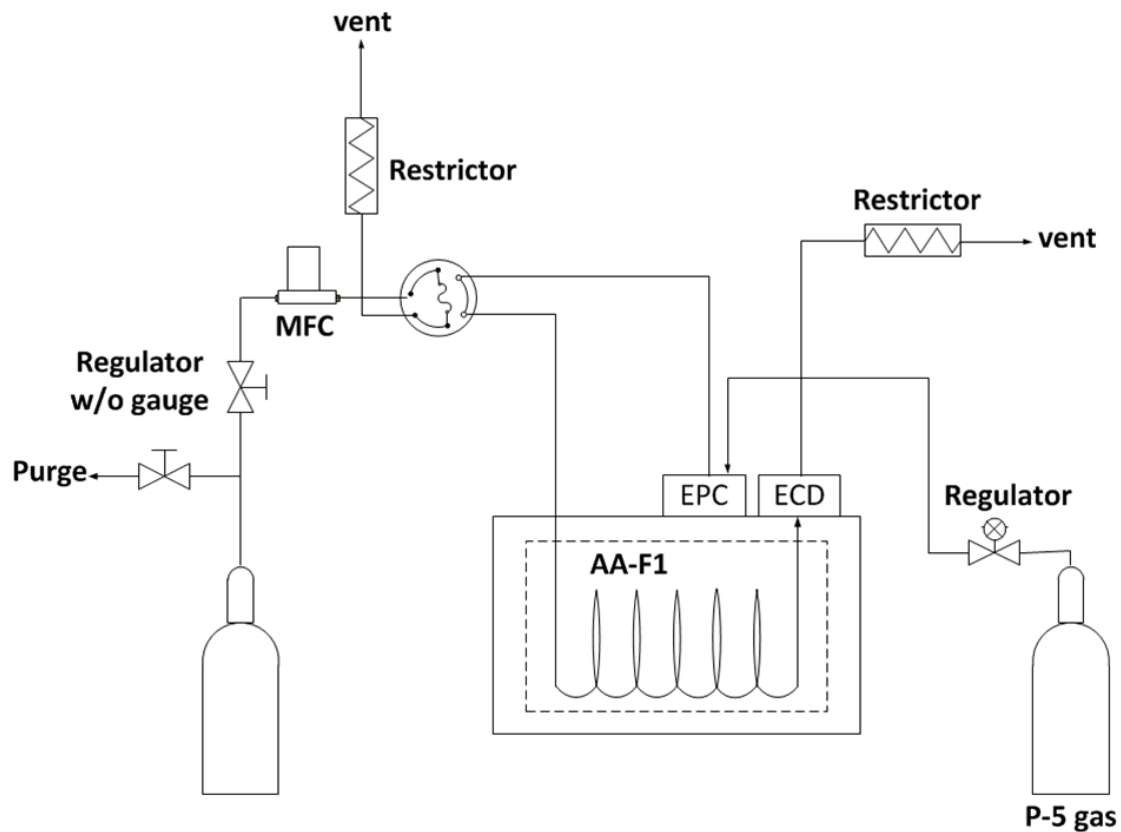 vent
Restrictor
Restrictor
vent
MFC
Regulator
w/o gauge
Purge
EPC
ECD
Regulator
AA-F1
P-5 gas